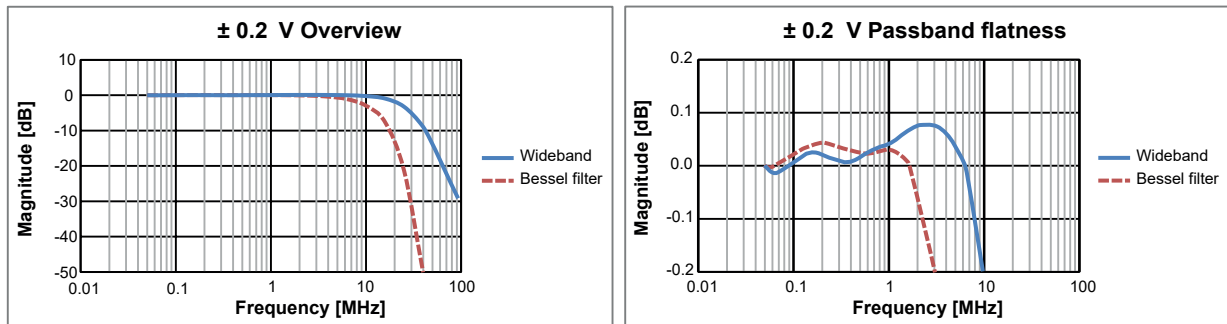 ± 0.2 V Overview
Magnitude [dB]
10
0
-10
-20
-30
-40
-50
0.01
0.1
1
10
100
Frequency [MHz]
Wideband
Bessel filter
± 0.2 V Passband flatness
Magnitude [dB]
0.2
0.1
0.0
-0.1
-0.2
0.01
0.1
1
10
100
Frequency [MHz]
Wideband
Bessel filter